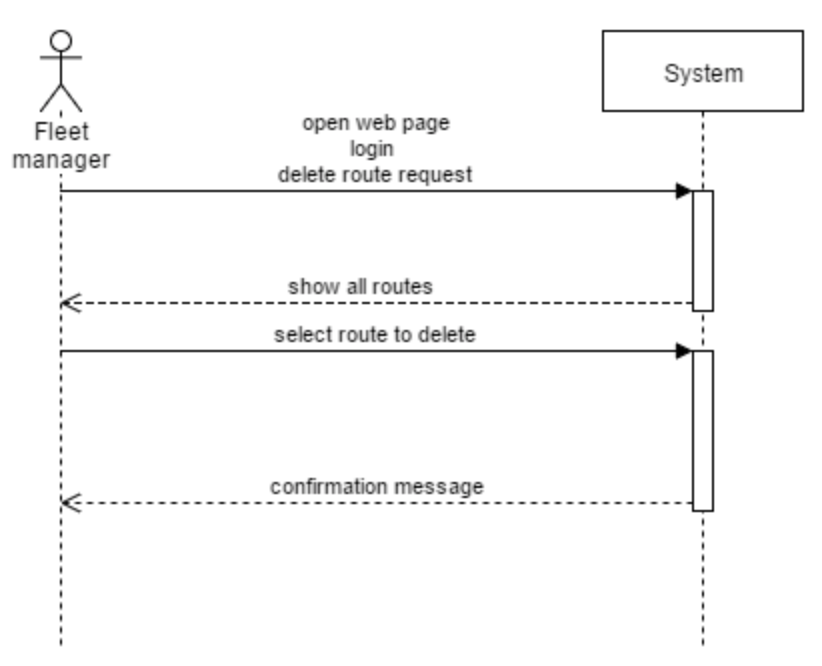 System
Fleet
manager
open web page
login
delete route request
show all routes
select route to delete
confirmation message